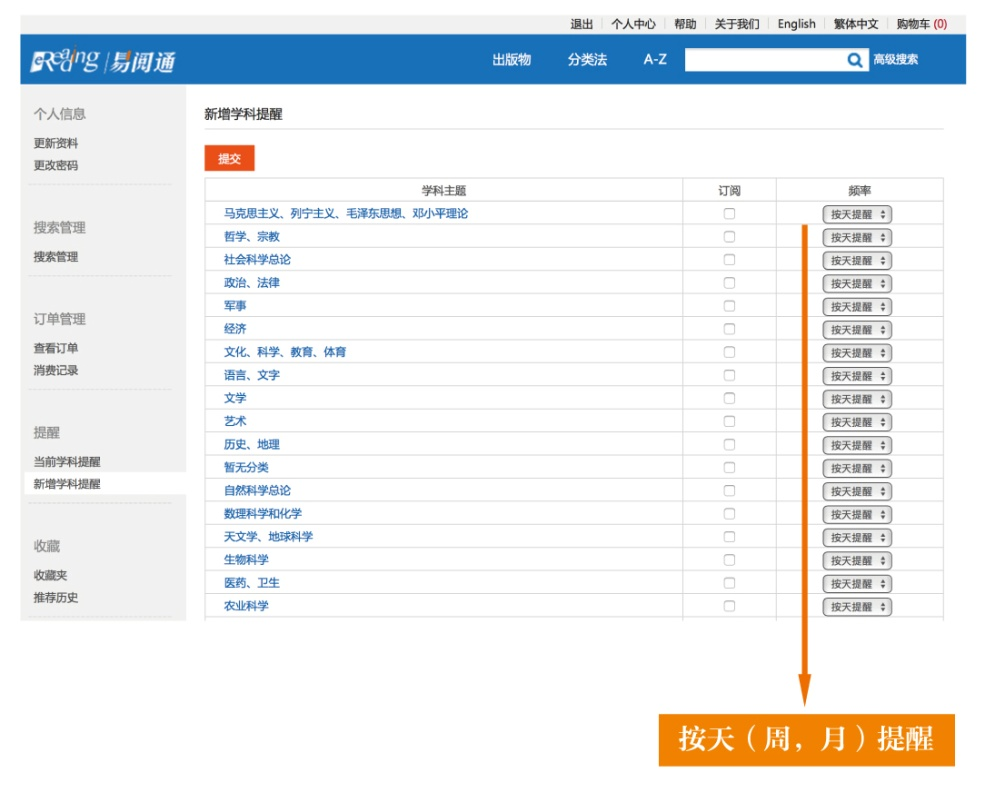 退出 个人中心 帮助 关于我们 English 繁体中文 购物车 (0)
eReading 易阅通 出版物 分类法 A-Z 高级搜索
个人信息
更新资料
更改密码
搜索管理
搜索管理
订单管理
查看订单
消费记录
提醒
当前学科提醒
新增学科提醒
收藏
收藏夹
推荐历史
新增学科提醒
提交
学科主题 订阅 频率
马克思主义、列宁主义、毛泽东思想、邓小平理论 按天提醒
哲学、宗教 按天提醒
社会科学总论 按天提醒
政治、法律 按天提醒
军事 按天提醒
经济 按天提醒
文化、科学、教育、体育 按天提醒
语言、文字 按天提醒
文学 按天提醒
艺术 按天提醒
历史、地理 按天提醒
暂无分类 按天提醒
自然科学总论 按天提醒
数理科学和化学 按天提醒
天文学、地球科学 按天提醒
生物科学 按天提醒
医药、卫生 按天提醒
农业科学 按天提醒
按天（周，月）提醒